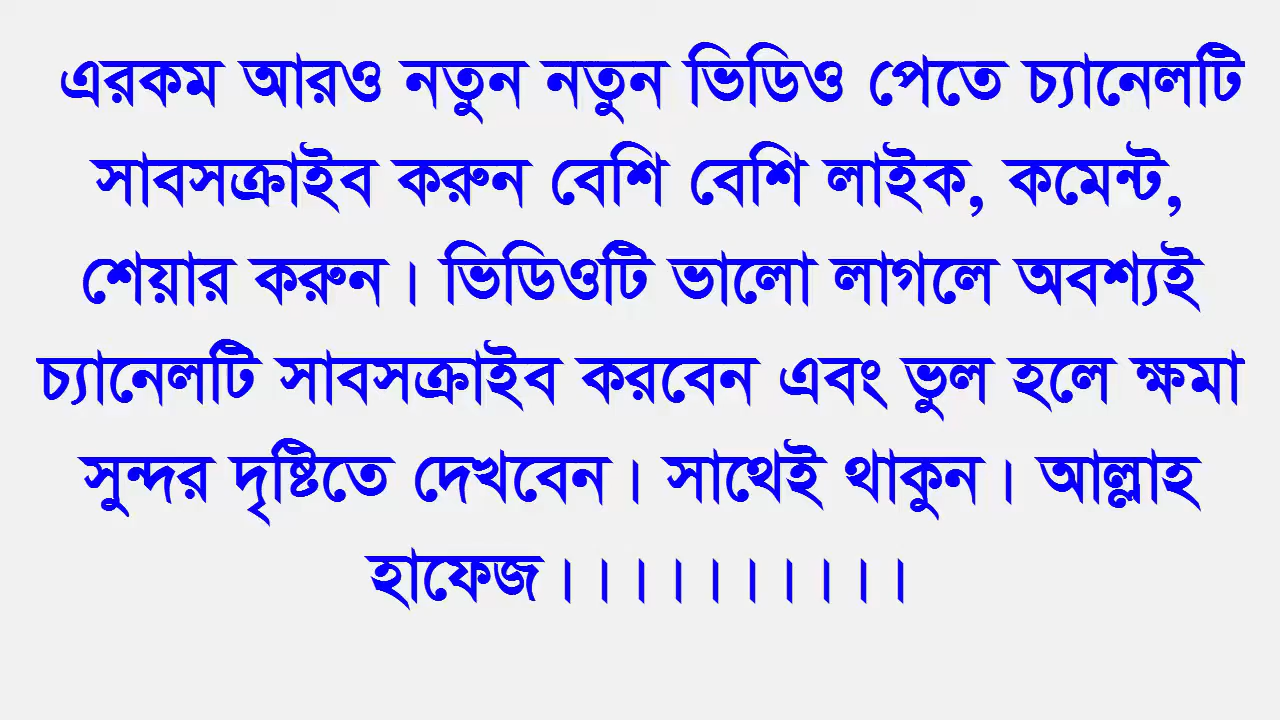 এরকম আরও নতুন নতুন ভিডিও পেতে চ্যানেলটি
সাবসক্রাইব করুন বেশি বেশি লাইক, কমেন্ট,
শেয়ার করুন। ভিডিওটি ভালো লাগলে অবশ্যই
চ্যানেলটি সাবসক্রাইব করবেন এবং ভুল হলে ক্ষমা
সুন্দর দৃষ্টিতে দেখবেন। সাথেই থাকুন। আল্লাহ
হাফেজ।।।।।।।।।।